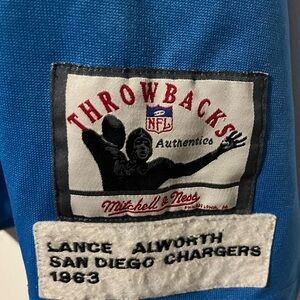 THROWBACKS
NFL
Authentics
Mitchell & Ness
LANCE ALWORTH
SAN DIEGO CHARGERS
1963